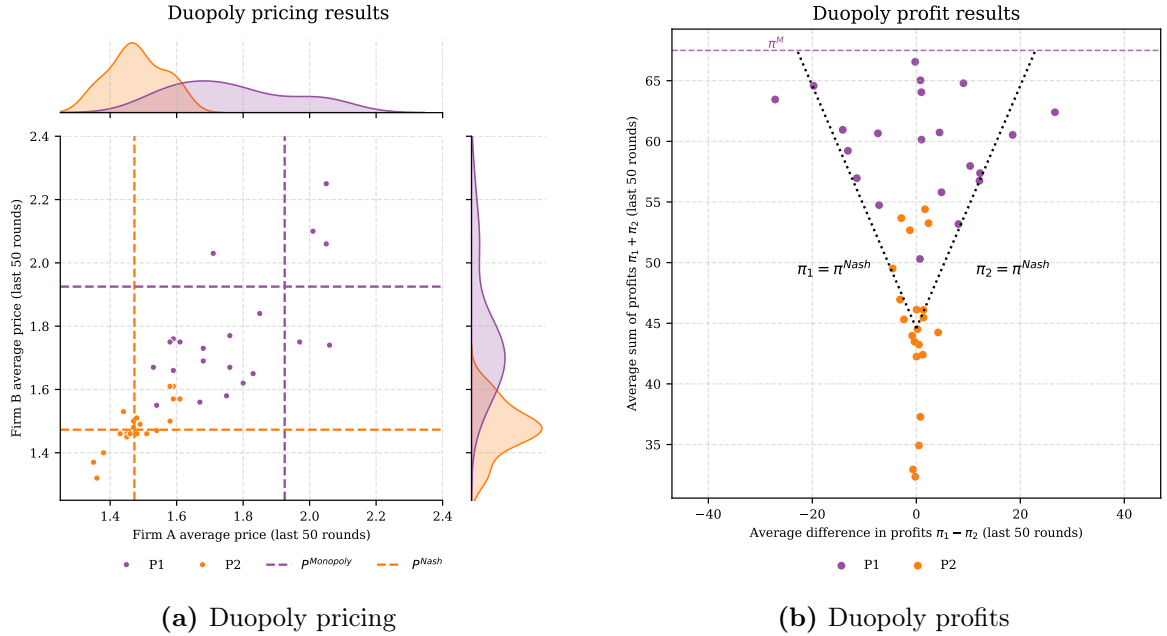 Duopoly pricing results
2.4
2.2
2.0
1.8
1.6
1.4
Firm B average price (last 50 rounds)
1.4 1.6 1.8 2.0 2.2 2.4
Firm A average price (last 50 rounds)
P1 P2 P^Monopoly P^Nash
(a) Duopoly pricing
Duopoly profit results
π^M
65
60
55
50
45
40
35
Average sum of profits π₁ + π₂ (last 50 rounds)
π₁ = π^Nash π₂ = π^Nash
−40 −20 0 20 40
Average difference in profits π₁ − π₂ (last 50 rounds)
P1 P2
(b) Duopoly profits